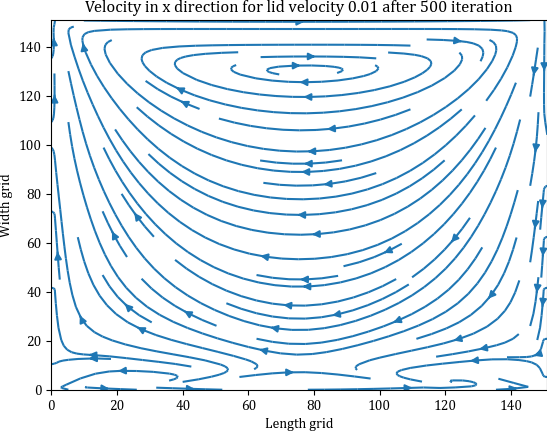 Velocity in x direction for lid velocity 0.01 after 500 iteration
140
120
100
80
60
40
20
0
Width grid
0 20 40 60 80 100 120 140
Length grid